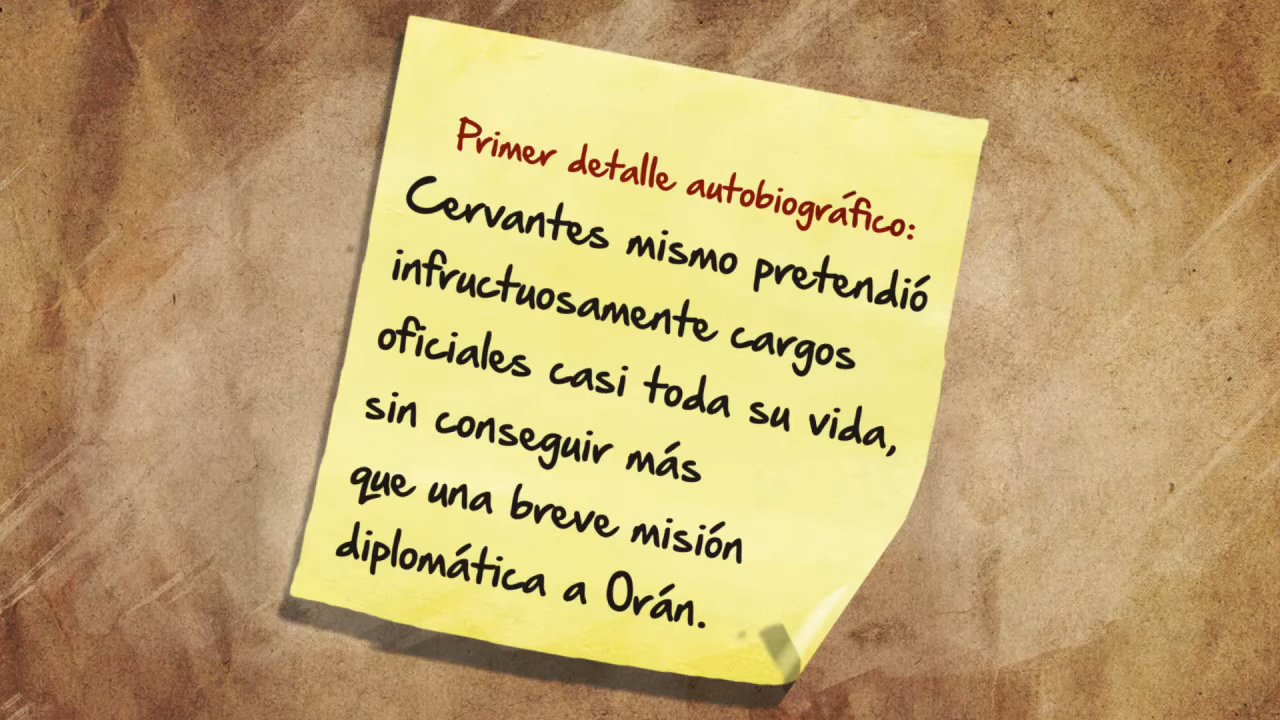 Primer detalle autobiográfico:
Cervantes mismo pretendió
infructuosamente cargos
oficiales casi toda su vida,
sin conseguir más
que una breve misión
diplomática a Orán.